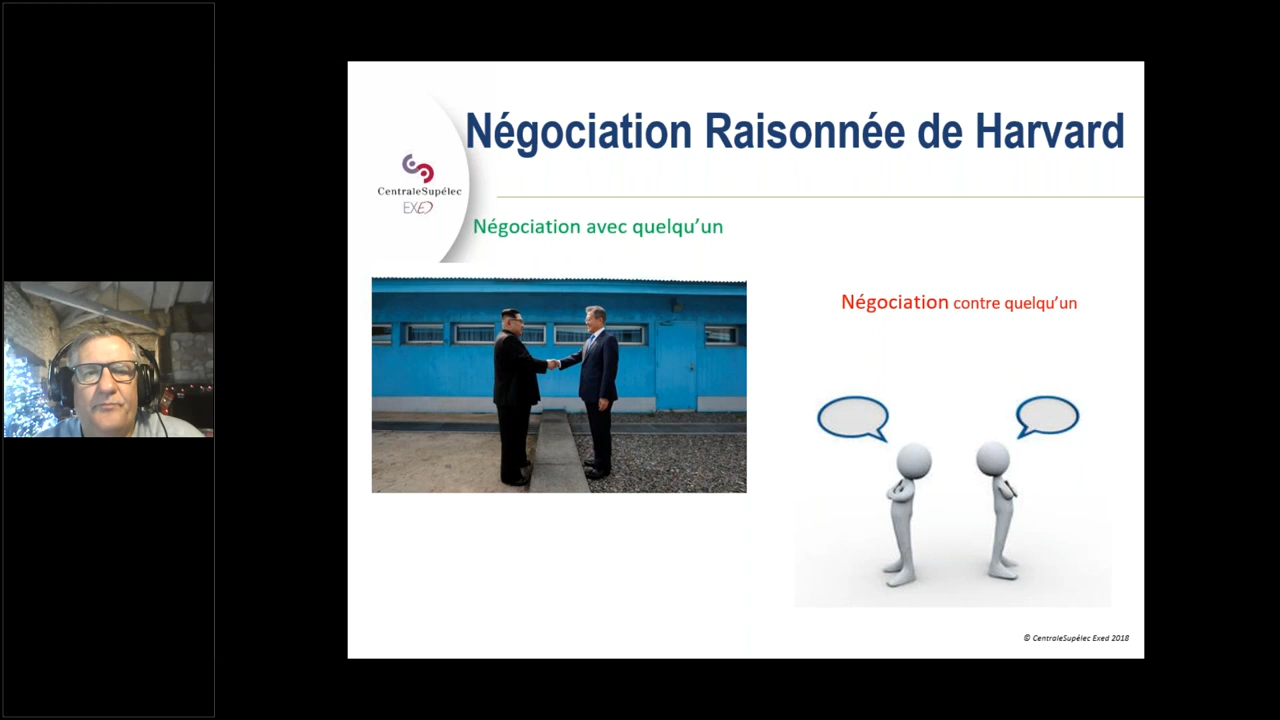 Négociation Raisonnée de Harvard
CentraleSupélec
EXED
Négociation avec quelqu’un
Négociation contre quelqu’un
© CentraleSupélec Exed 2018